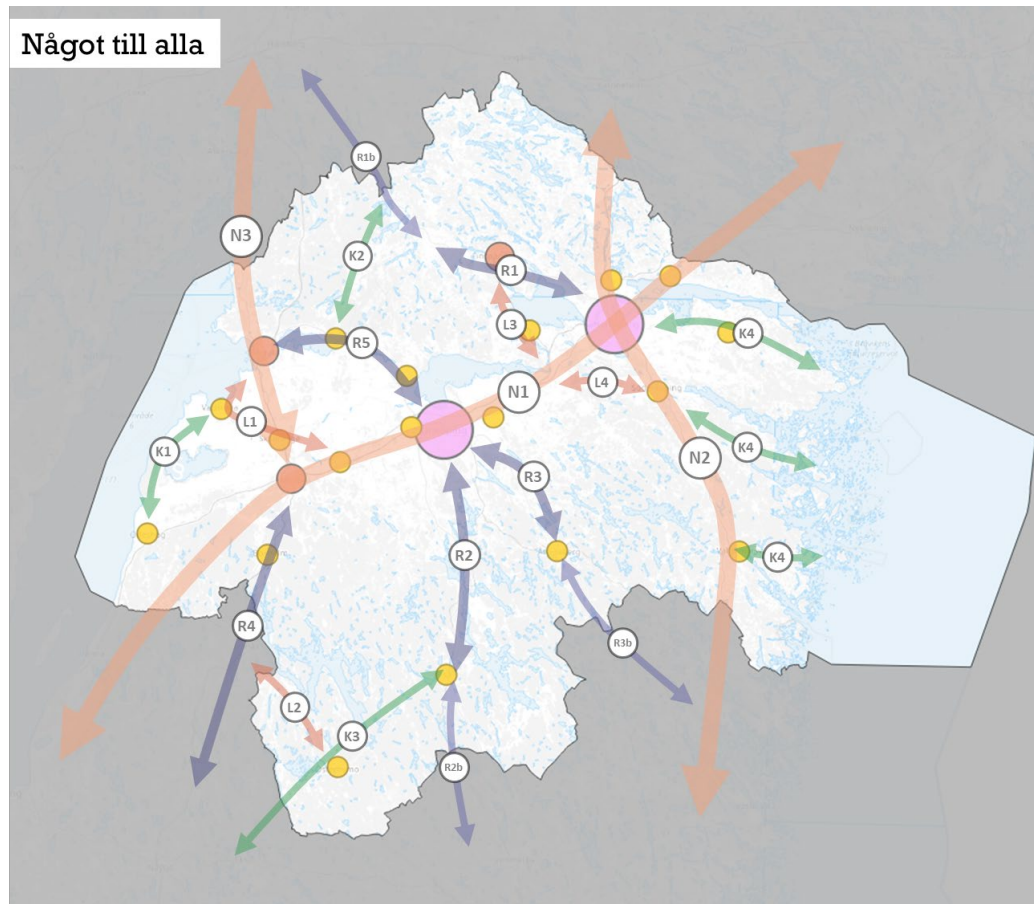 Något till alla
R1b
N3
K2
R1
L3
R5
K4
N1
L4
L1
K1
K4
N2
R3
R2
K4
R4
R3b
L2
K3
R2b